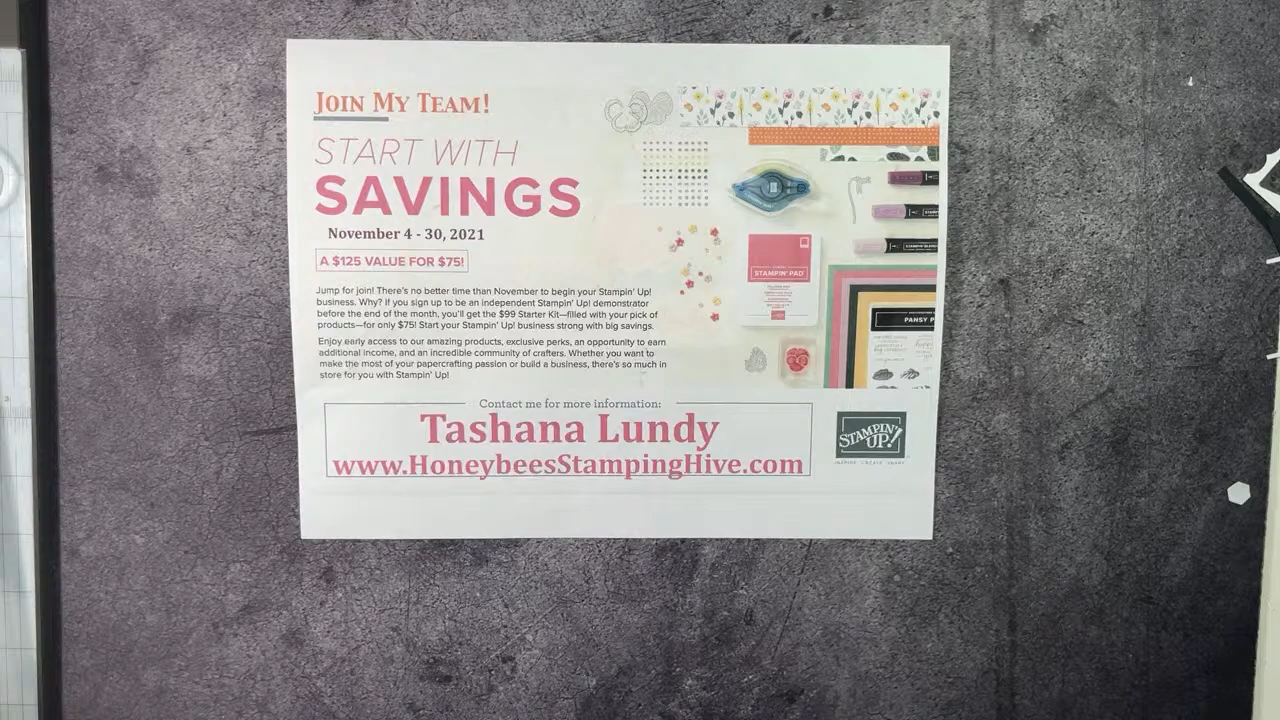 JOIN MY TEAM!
START WITH
SAVINGS
November 4 - 30, 2021
A $125 VALUE FOR $75!
Jump for join! There's no better time than November to begin your Stampin' Up!
business. Why? If you sign up to be an independent Stampin' Up! demonstrator
before the end of the month, you'll get the $99 Starter Kit—filled with your pick of
products—for only $75! Start your Stampin' Up! business strong with big savings.
Enjoy early access to our amazing products, exclusive perks, an opportunity to earn
additional income, and an incredible community of crafters. Whether you want to
make the most of your papercrafting passion or build a business, there's so much in
store for you with Stampin' Up!
STAMPIN' PAD
PANSY P
Contact me for more information:
Tashana Lundy
www.HoneybeesStampingHive.com
STAMPIN' UP!
INSPIRE CREATE SHARE